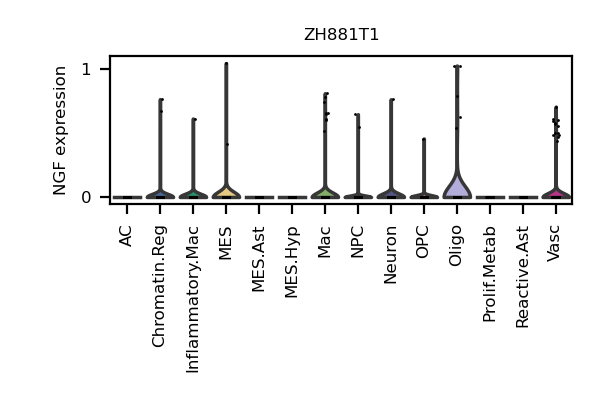 ZH881T1
NGF expression
1
0
AC
Chromatin.Reg
Inflammatory.Mac
MES
MES.Ast
MES.Hyp
Mac
NPC
Neuron
OPC
Oligo
Prolif.Metab
Reactive.Ast
Vasc